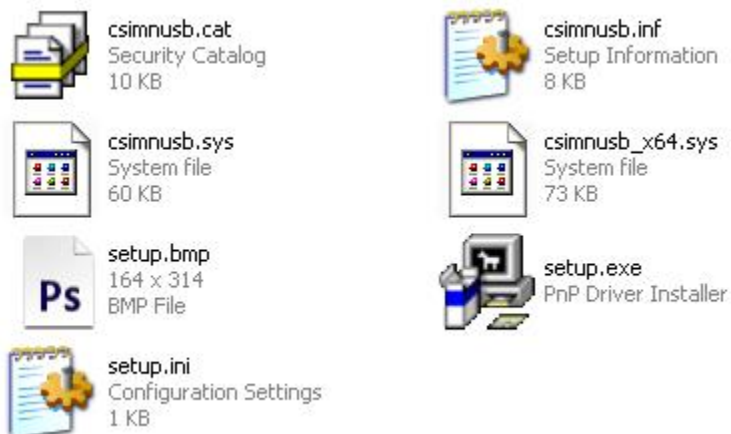 csimnusb.cat
Security Catalog
10 KB
csimnusb.inf
Setup Information
8 KB
csimnusb.sys
System file
60 KB
csimnusb_x64.sys
System file
73 KB
Ps
setup.bmp
164 x 314
BMP File
setup.exe
PnP Driver Installer
setup.ini
Configuration Settings
1 KB